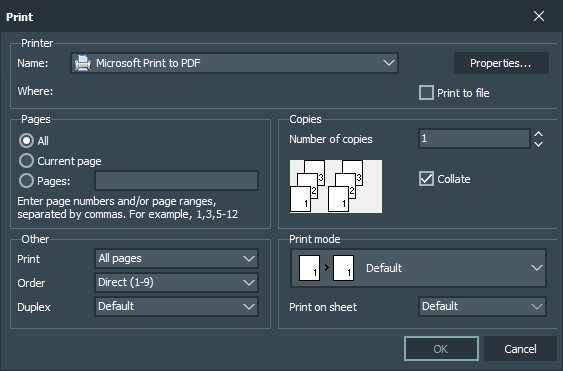 Print
Printer
Name: Microsoft Print to PDF Properties...
Where: Print to file
Pages
All
Current page
Pages:
Enter page numbers and/or page ranges,
separated by commas. For example, 1,3,5-12
Copies
Number of copies 1
3 3
2 2
1 1
Collate
Other
Print All pages
Order Direct (1-9)
Duplex Default
Print mode
1 > 1 Default
Print on sheet Default
OK Cancel